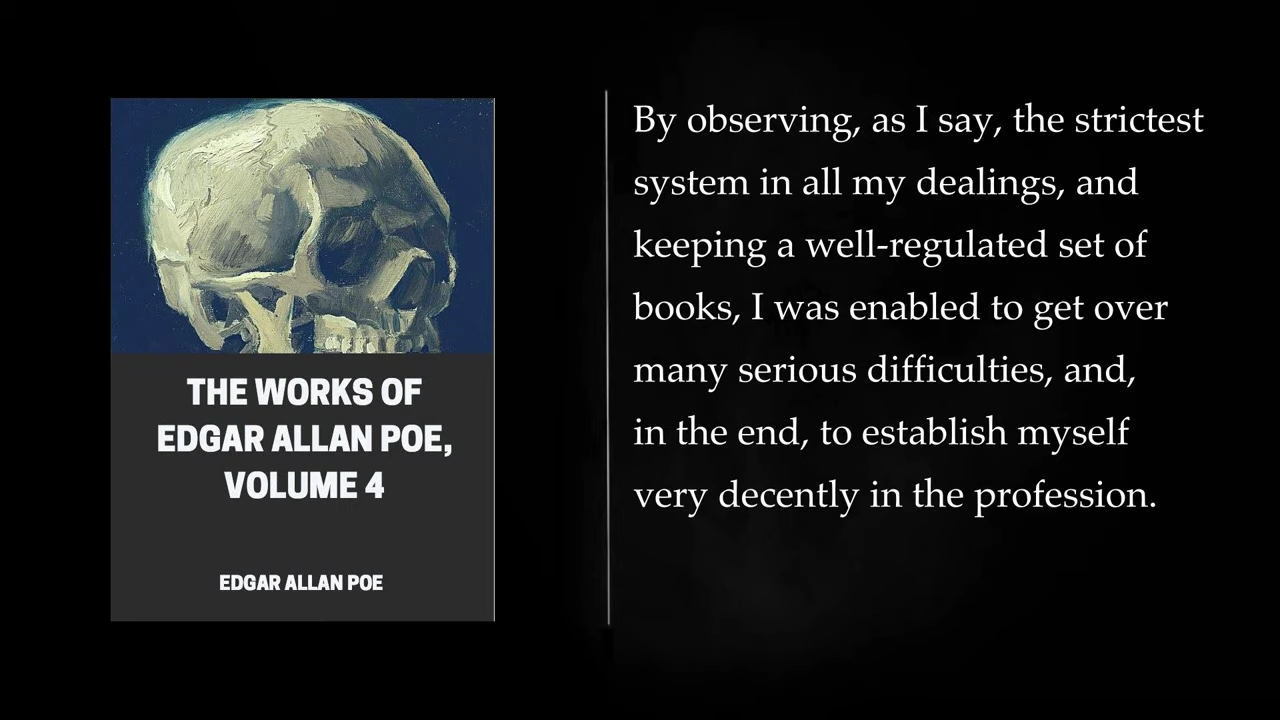 THE WORKS OF
EDGAR ALLAN POE,
VOLUME 4
EDGAR ALLAN POE
By observing, as I say, the strictest
system in all my dealings, and
keeping a well-regulated set of
books, I was enabled to get over
many serious difficulties, and,
in the end, to establish myself
very decently in the profession.